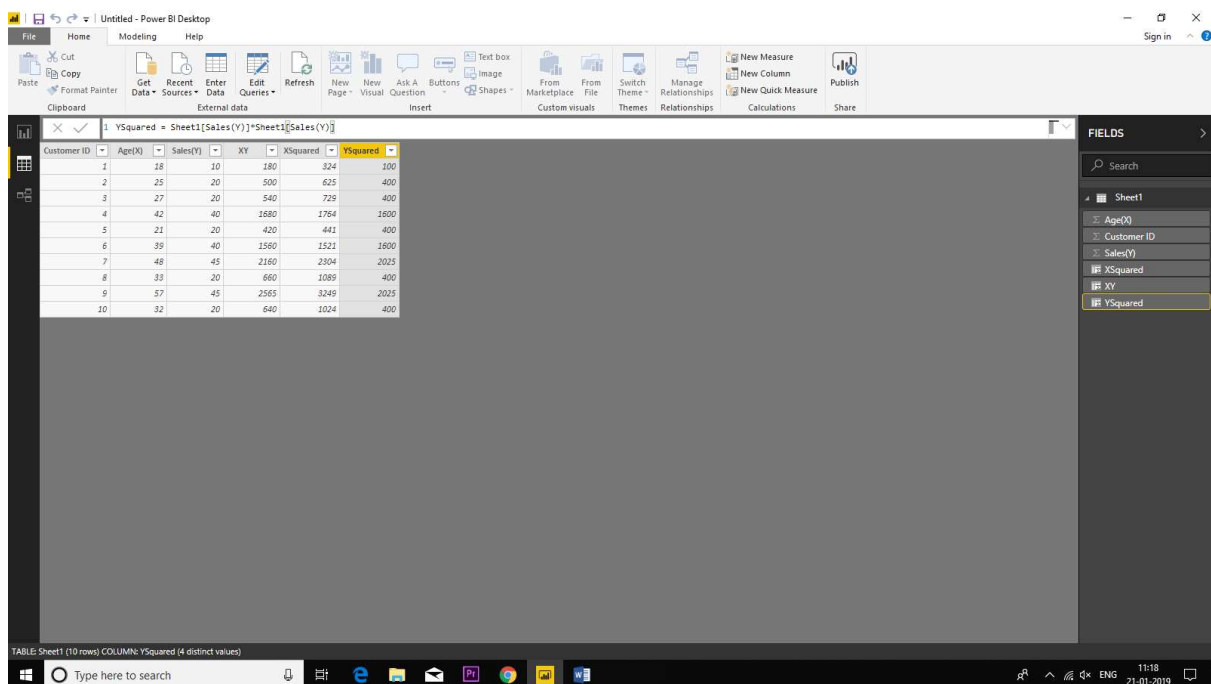 Untitled - Power BI Desktop
File Home Modeling Help Sign in
Paste
Cut
Copy
Format Painter
Clipboard
Get Data
Recent Sources
Enter Data
Edit Queries
External data
Refresh
New Page
New Visual
Ask A Question
Buttons
Text box
Image
Shapes
Insert
From Marketplace
From File
Custom visuals
Switch Theme
Themes
Manage Relationships
Relationships
New Measure
New Column
New Quick Measure
Calculations
Publish
Share
1 YSquared = Sheet1[Sales(Y)]*Sheet1[Sales(Y)]
Customer ID Age(X) Sales(Y) XY XSquared YSquared
1 18 10 180 324 100
2 25 20 500 625 400
3 27 20 540 729 400
4 42 40 1680 1764 1600
5 21 20 420 441 400
6 39 40 1560 1521 1600
7 48 45 2160 2304 2025
8 33 20 660 1089 400
9 57 45 2565 3249 2025
10 32 20 640 1024 400
FIELDS
Search
Sheet1
Age(X)
Customer ID
Sales(Y)
XSquared
XY
YSquared
TABLE: Sheet1 (10 rows) COLUMN: YSquared (4 distinct values)
Type here to search
Pr
ENG
11:18
21-01-2019